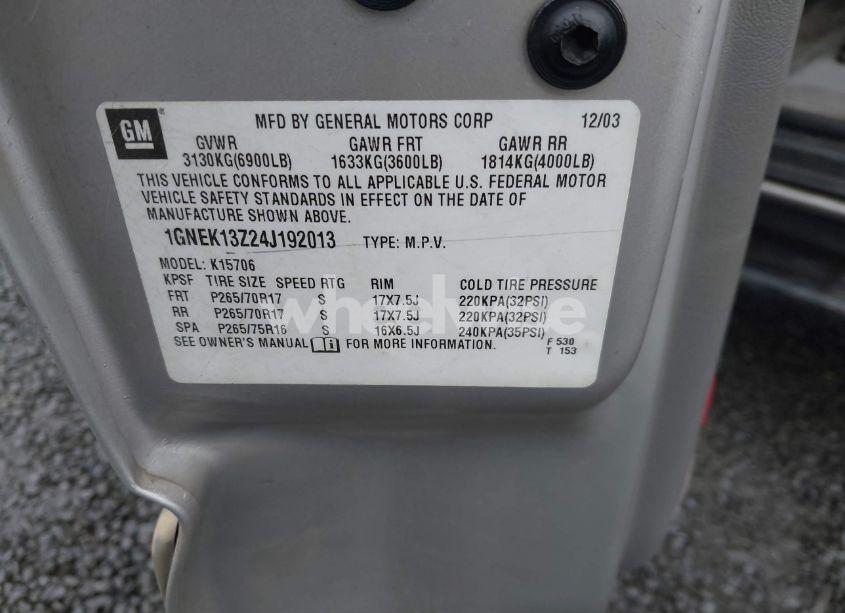 GM
MFD BY GENERAL MOTORS CORP 12/03
GVWR GAWR FRT GAWR RR
3130KG(6900LB) 1633KG(3600LB) 1814KG(4000LB)
THIS VEHICLE CONFORMS TO ALL APPLICABLE U.S. FEDERAL MOTOR
VEHICLE SAFETY STANDARDS IN EFFECT ON THE DATE OF
MANUFACTURE SHOWN ABOVE.
1GNEK13Z24J192013 TYPE: M.P.V.
MODEL: K15706
KPSF TIRE SIZE SPEED RTG RIM COLD TIRE PRESSURE
FRT P265/70R17 S 17X7.5J 220KPA(32PSI)
RR P265/70R17 S 17X7.5J 220KPA(32PSI)
SPA P265/75R16 S 16X6.5J 240KPA(35PSI)
SEE OWNER'S MANUAL FOR MORE INFORMATION.
F 530
T 153